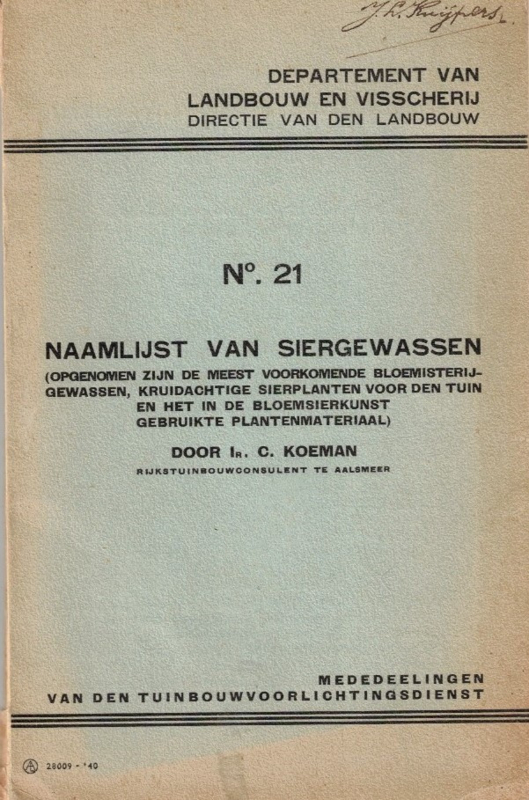 J. L. Kuÿpers.
DEPARTEMENT VAN
LANDBOUW EN VISSCHERIJ
DIRECTIE VAN DEN LANDBOUW
Nº. 21
NAAMLIJST VAN SIERGEWASSEN
(OPGENOMEN ZIJN DE MEEST VOORKOMENDE BLOEMISTERIJ-
GEWASSEN, KRUIDACHTIGE SIERPLANTEN VOOR DEN TUIN
EN HET IN DE BLOEMSIERKUNST
GEBRUIKTE PLANTENMATERIAAL)
DOOR IR. C. KOEMAN
RIJKSTUINBOUWCONSULENT TE AALSMEER
MEDEDEELINGEN
VAN DEN TUINBOUWVOORLICHTINGSDIENST
28009 - '40